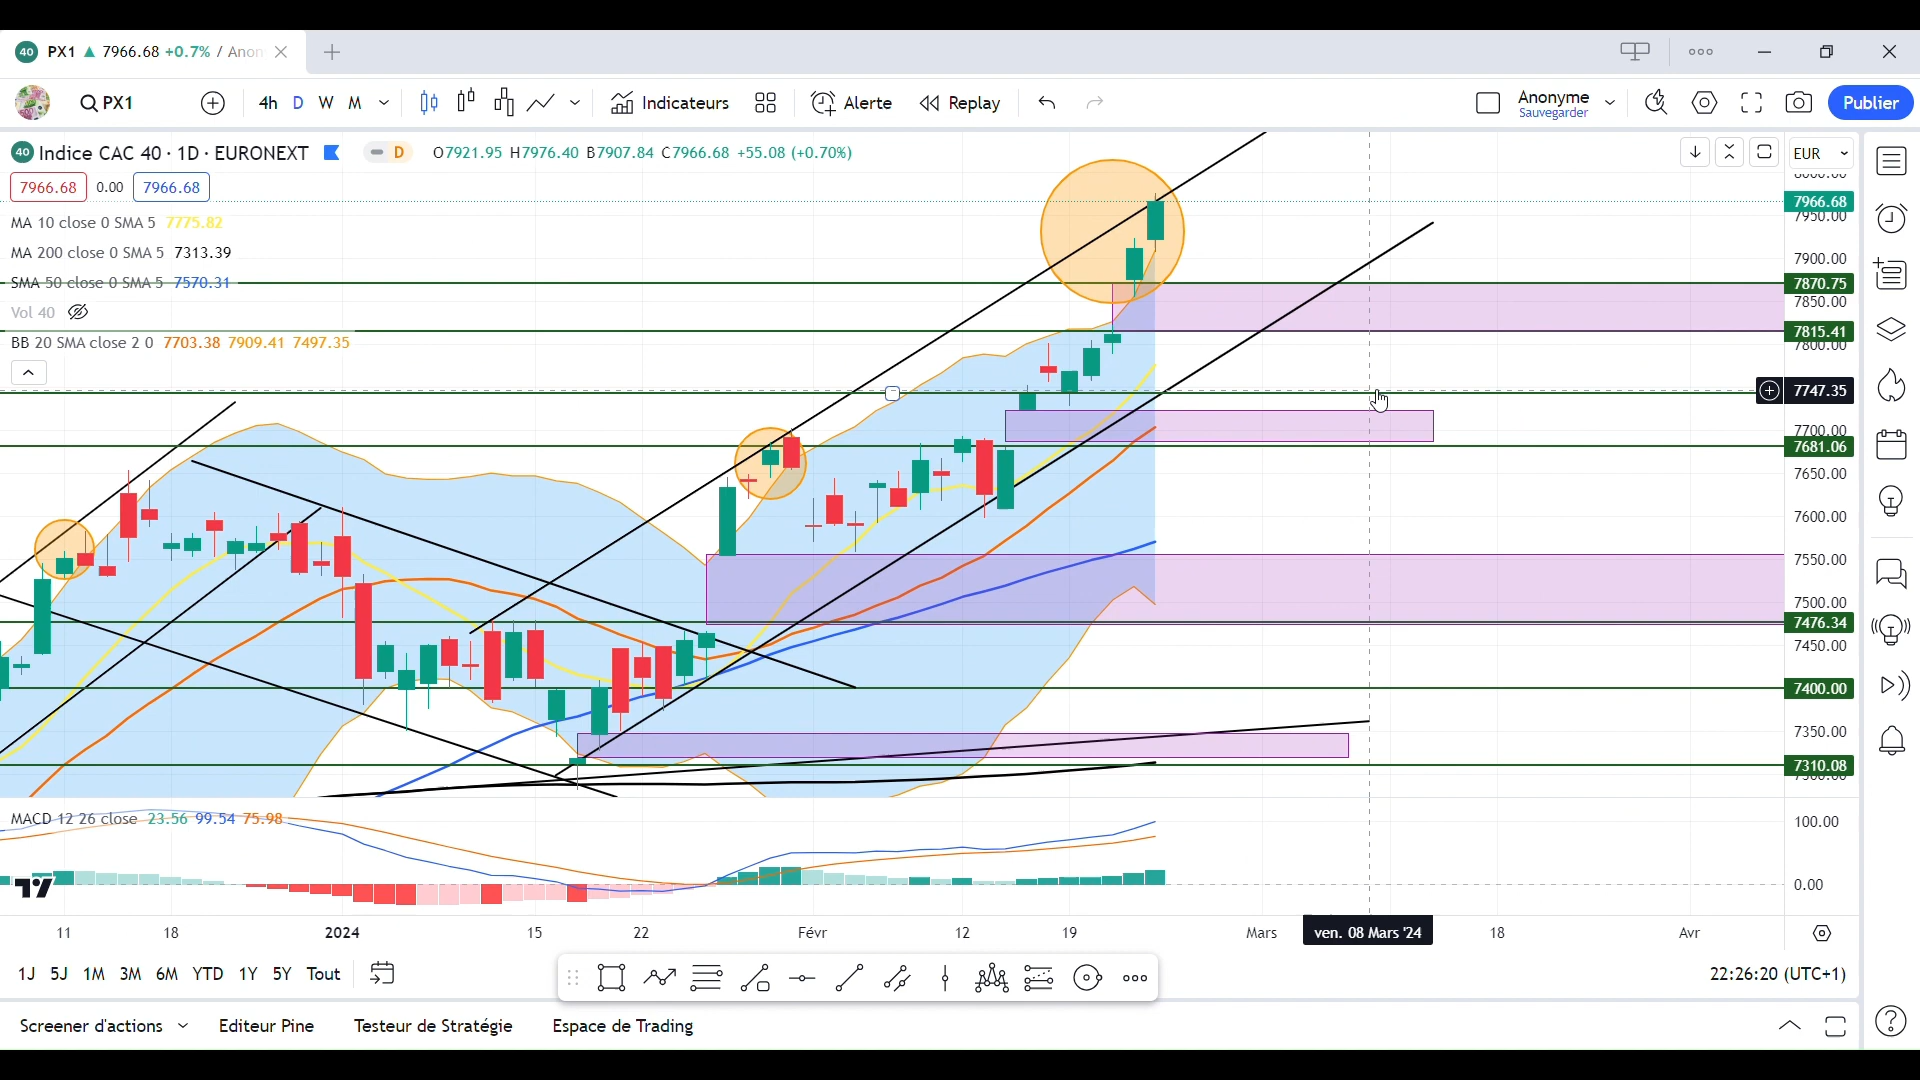 40 PX1 ▲ 7966.68 +0.7% / Anon
PX1 4h D W M Indicateurs Alerte Replay Anonyme Publier
Sauvegarder
40 Indice CAC 40 · 1D · EURONEXT D O7921.95 H7976.40 B7907.84 C7966.68 +55.08 (+0.70%) EUR
7966.68 0.00 7966.68
MA 10 close 0 SMA 5 7775.82
MA 200 close 0 SMA 5 7313.39
SMA 50 close 0 SMA 5 7570.31
Vol 40
BB 20 SMA close 2 0 7703.38 7909.41 7497.35
8000.00
7966.68
7950.00
7900.00
7870.75
7850.00
7815.41
7800.00
7747.35
7700.00
7681.06
7650.00
7600.00
7550.00
7500.00
7476.34
7450.00
7400.00
7350.00
7310.08
7300.00
MACD 12 26 close 23.56 99.54 75.98
100.00
0.00
11 18 2024 15 22 Févr 12 19 Mars ven. 08 Mars '24 18 Avr
1J 5J 1M 3M 6M YTD 1Y 5Y Tout 22:26:20 (UTC+1)
Screener d'actions Editeur Pine Testeur de Stratégie Espace de Trading